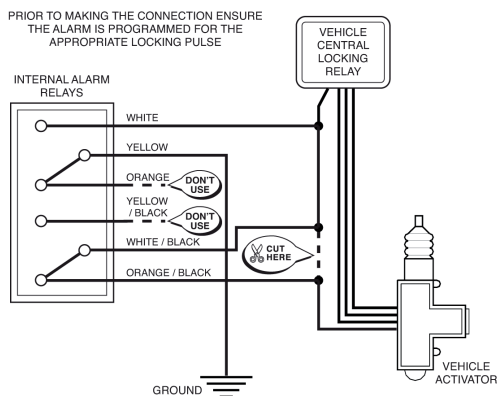 PRIOR TO MAKING THE CONNECTION ENSURE
THE ALARM IS PROGRAMMED FOR THE
APPROPRIATE LOCKING PULSE
VEHICLE
CENTRAL
LOCKING
RELAY
INTERNAL ALARM
RELAYS
WHITE
YELLOW
ORANGE
DON'T
USE
YELLOW
/ BLACK
DON'T
USE
WHITE / BLACK
CUT
HERE
ORANGE / BLACK
VEHICLE
ACTIVATOR
GROUND